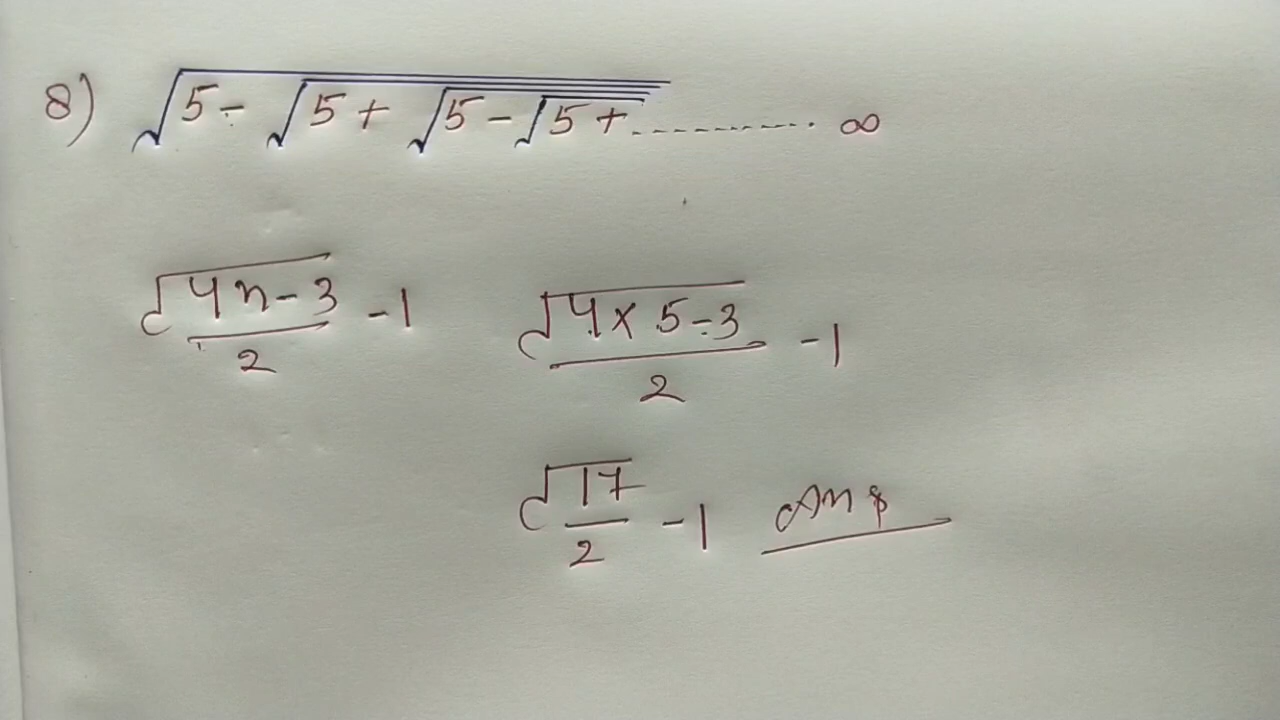 8) √5 - √5 + √5 - √5 + ........... ∞
√4n-3/2 - 1 √4×5-3/2 - 1
√17/2 - 1 Ans